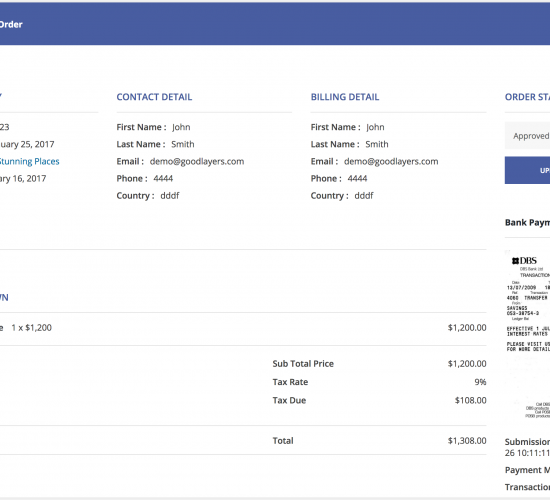 Order
Y
CONTACT DETAIL
BILLING DETAIL
ORDER STA
23
First Name : John
First Name : John
uary 25, 2017
Last Name : Smith
Last Name : Smith
Approved
Stunning Places
Email : demo@goodlayers.com
Email : demo@goodlayers.com
ary 16, 2017
Phone : 4444
Phone : 4444
UP
Country : dddf
Country : dddf
Bank Paym
DBS
DBS Bank Ltd
TRANSACTION
13/07/2009
4060 TRANSFER
SAVINGS
053-38754-3
EFFECTIVE 1 JUL
INTEREST RATES
PLEASE VISIT US
FOR MORE DETAIL
WN
e 1 x $1,200
$1,200.00
Sub Total Price
$1,200.00
Tax Rate
9%
Tax Due
$108.00
Total
$1,308.00
Submission
26 10:11:11
Payment M
Transaction